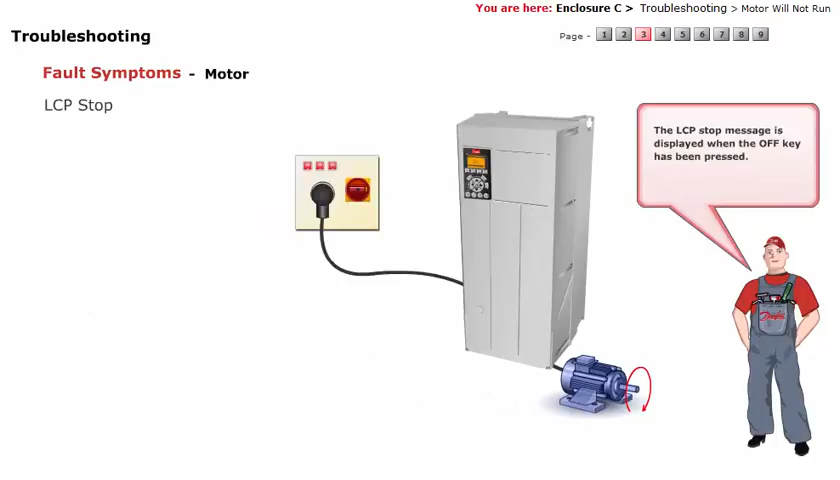 You are here: Enclosure C > Troubleshooting > Motor Will Not Run
Troubleshooting
Page - 1 2 3 4 5 6 7 8 9
Fault Symptoms - Motor
LCP Stop
The LCP stop message is
displayed when the OFF key
has been pressed.
Danfoss